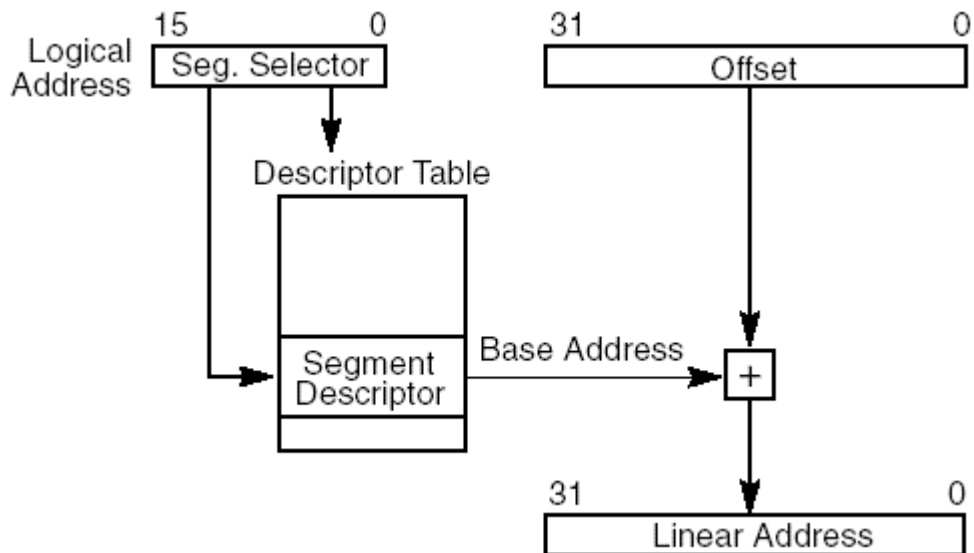 15 0
31 0
Logical
Address
Seg. Selector
Offset
Descriptor Table
Base Address
Segment
Descriptor
+
31 0
Linear Address